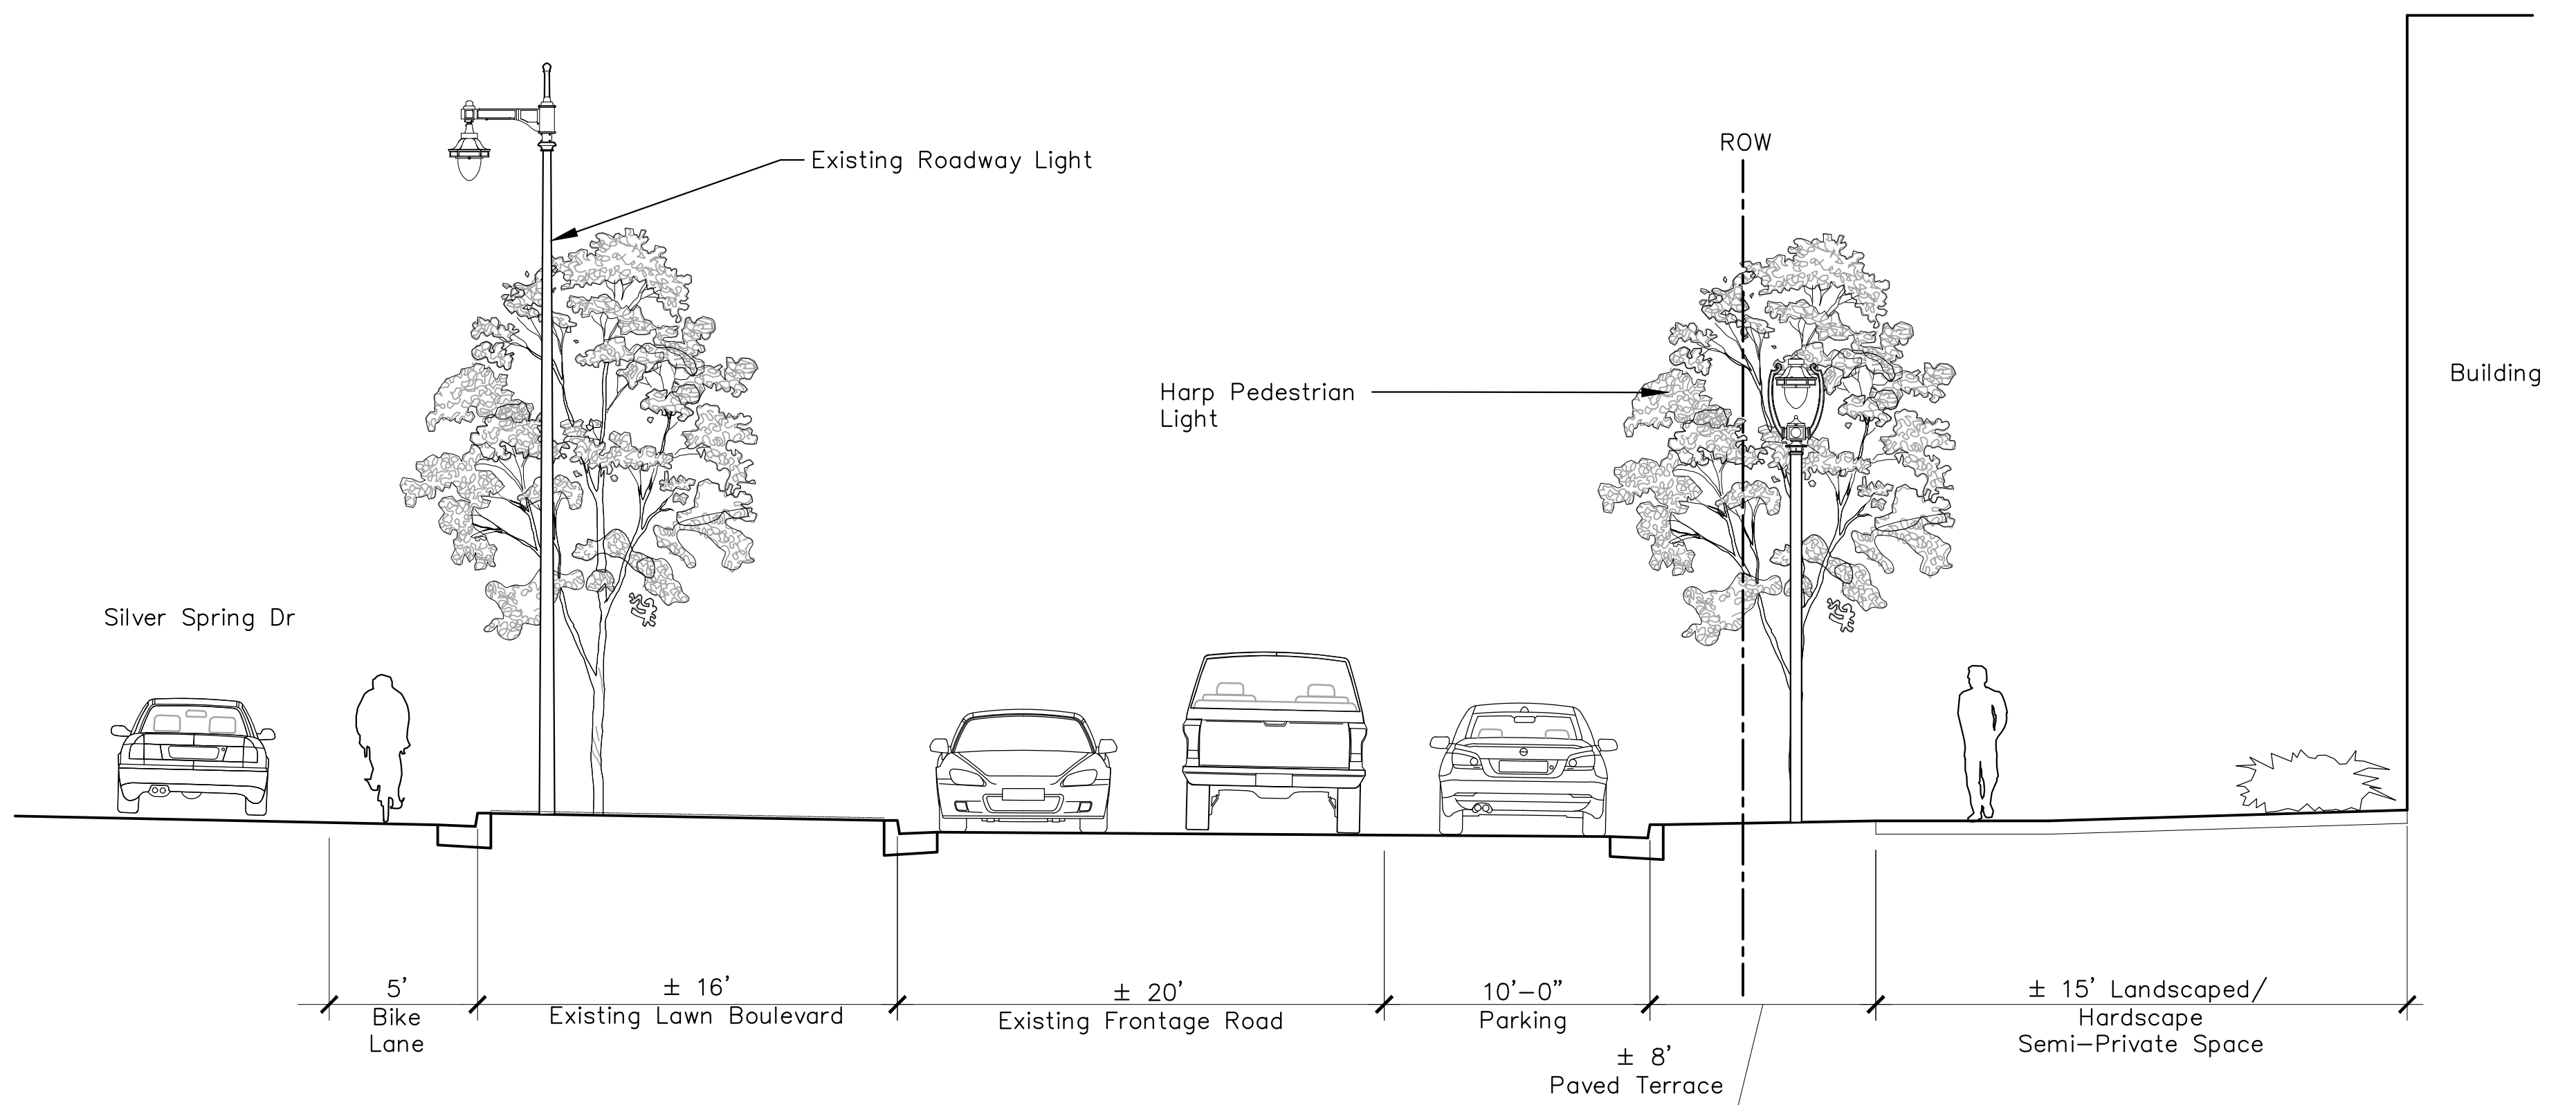 ROW
Existing Roadway Light
Building
Harp Pedestrian
Light
Silver Spring Dr
5'
Bike
Lane
± 16'
Existing Lawn Boulevard
± 20'
Existing Frontage Road
10'-0"
Parking
± 8'
Paved Terrace
± 15' Landscaped/
Hardscape
Semi-Private Space